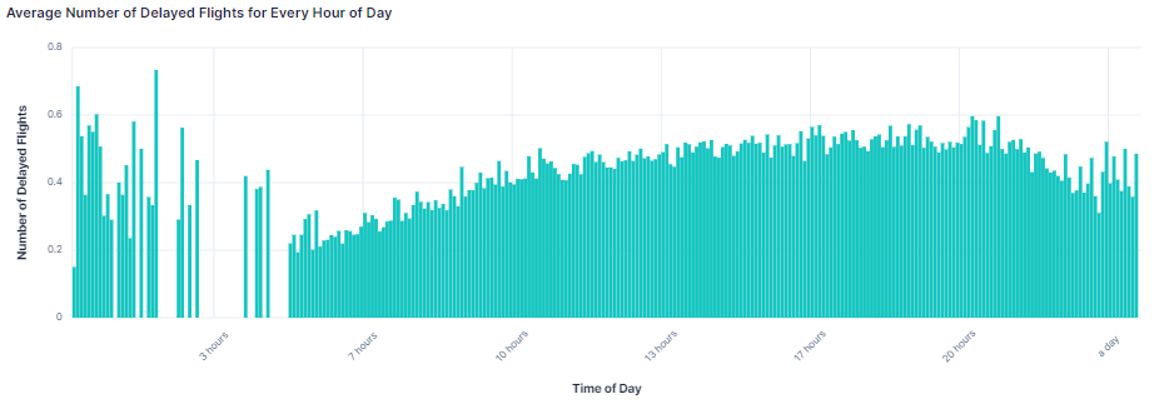 Average Number of Delayed Flights for Every Hour of Day
Number of Delayed Flights
0.8
0.6
0.4
0.2
0
3 hours
7 hours
10 hours
13 hours
17 hours
20 hours
a day
Time of Day